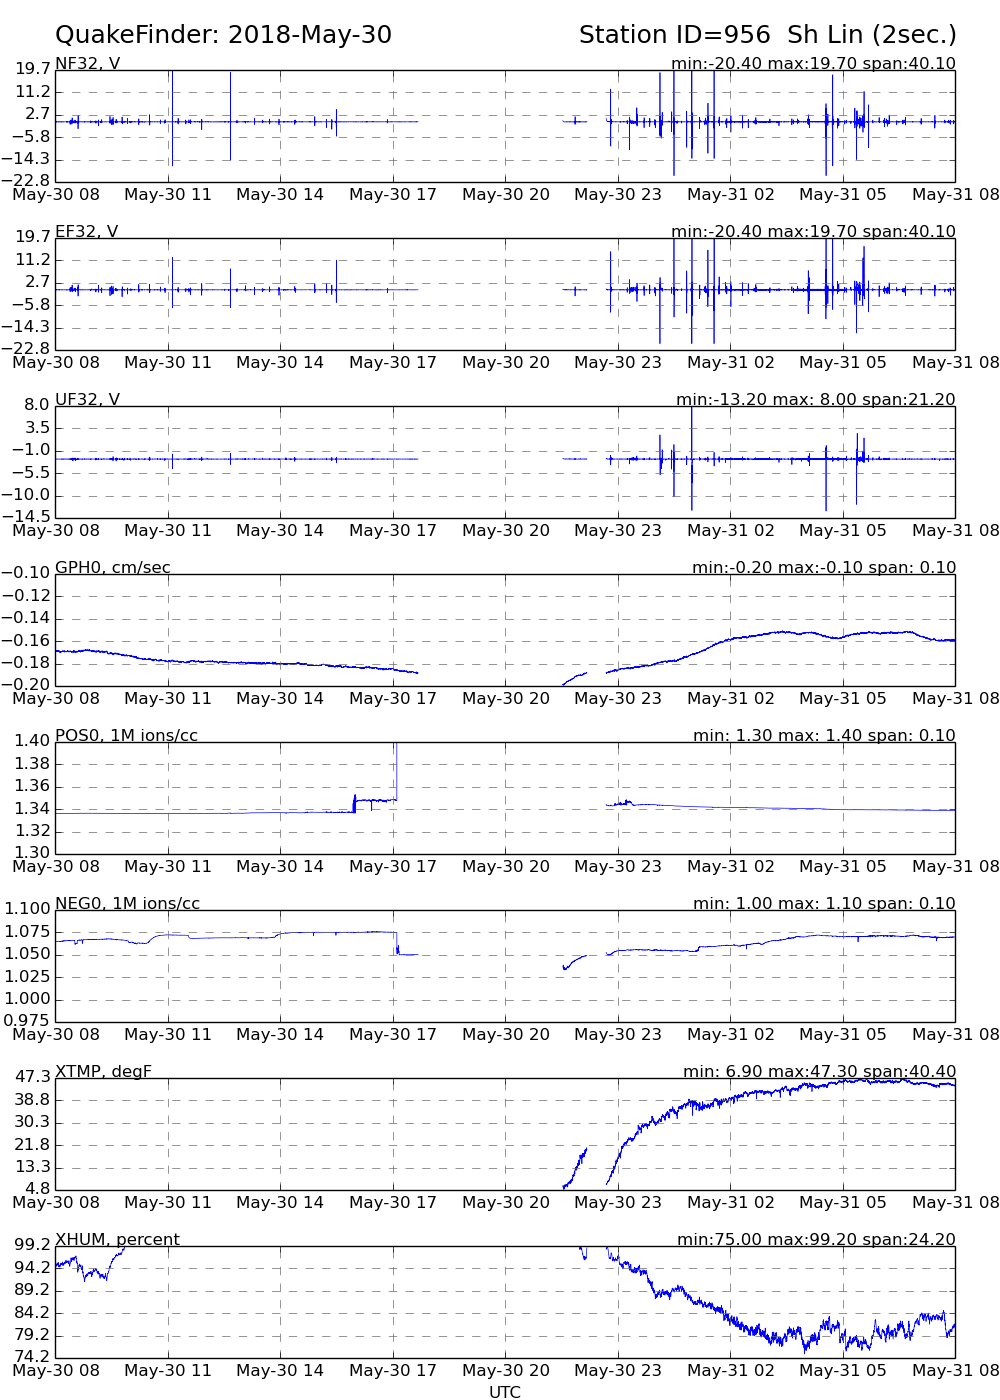 QuakeFinder: 2018-May-30 Station ID=956 Sh Lin (2sec.)
NF32, V min:-20.40 max:19.70 span:40.10
19.7
11.2
2.7
−5.8
−14.3
−22.8
May-30 08 May-30 11 May-30 14 May-30 17 May-30 20 May-30 23 May-31 02 May-31 05 May-31 08
EF32, V min:-20.40 max:19.70 span:40.10
19.7
11.2
2.7
−5.8
−14.3
−22.8
May-30 08 May-30 11 May-30 14 May-30 17 May-30 20 May-30 23 May-31 02 May-31 05 May-31 08
UF32, V min:-13.20 max: 8.00 span:21.20
8.0
3.5
−1.0
−5.5
−10.0
−14.5
May-30 08 May-30 11 May-30 14 May-30 17 May-30 20 May-30 23 May-31 02 May-31 05 May-31 08
GPH0, cm/sec min:-0.20 max:-0.10 span: 0.10
−0.10
−0.12
−0.14
−0.16
−0.18
−0.20
May-30 08 May-30 11 May-30 14 May-30 17 May-30 20 May-30 23 May-31 02 May-31 05 May-31 08
POS0, 1M ions/cc min: 1.30 max: 1.40 span: 0.10
1.40
1.38
1.36
1.34
1.32
1.30
May-30 08 May-30 11 May-30 14 May-30 17 May-30 20 May-30 23 May-31 02 May-31 05 May-31 08
NEG0, 1M ions/cc min: 1.00 max: 1.10 span: 0.10
1.100
1.075
1.050
1.025
1.000
0.975
May-30 08 May-30 11 May-30 14 May-30 17 May-30 20 May-30 23 May-31 02 May-31 05 May-31 08
XTMP, degF min: 6.90 max:47.30 span:40.40
47.3
38.8
30.3
21.8
13.3
4.8
May-30 08 May-30 11 May-30 14 May-30 17 May-30 20 May-30 23 May-31 02 May-31 05 May-31 08
XHUM, percent min:75.00 max:99.20 span:24.20
99.2
94.2
89.2
84.2
79.2
74.2
May-30 08 May-30 11 May-30 14 May-30 17 May-30 20 May-30 23 May-31 02 May-31 05 May-31 08
UTC